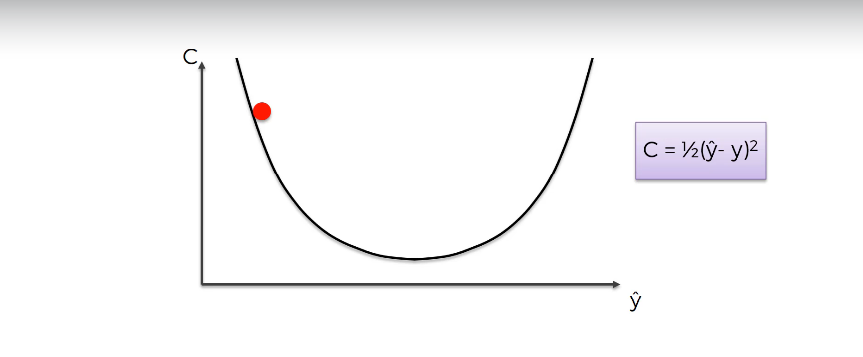 C
C = ½(ŷ- y)²
ŷ